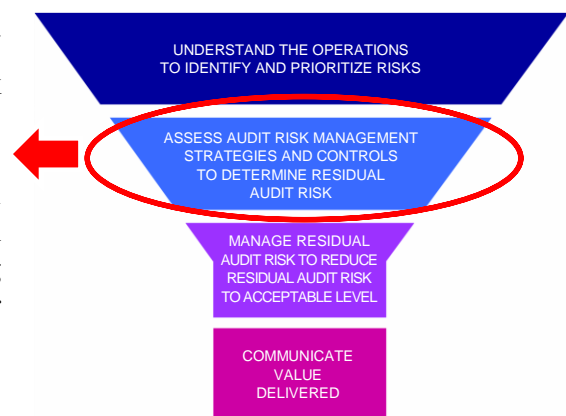 UNDERSTAND THE OPERATIONS
TO IDENTIFY AND PRIORITIZE RISKS
ASSESS AUDIT RISK MANAGEMENT
STRATEGIES AND CONTROLS
TO DETERMINE RESIDUAL
AUDIT RISK
MANAGE RESIDUAL
AUDIT RISK TO REDUCE
RESIDUAL AUDIT RISK
TO ACCEPTABLE LEVEL
COMMUNICATE
VALUE
DELIVERED